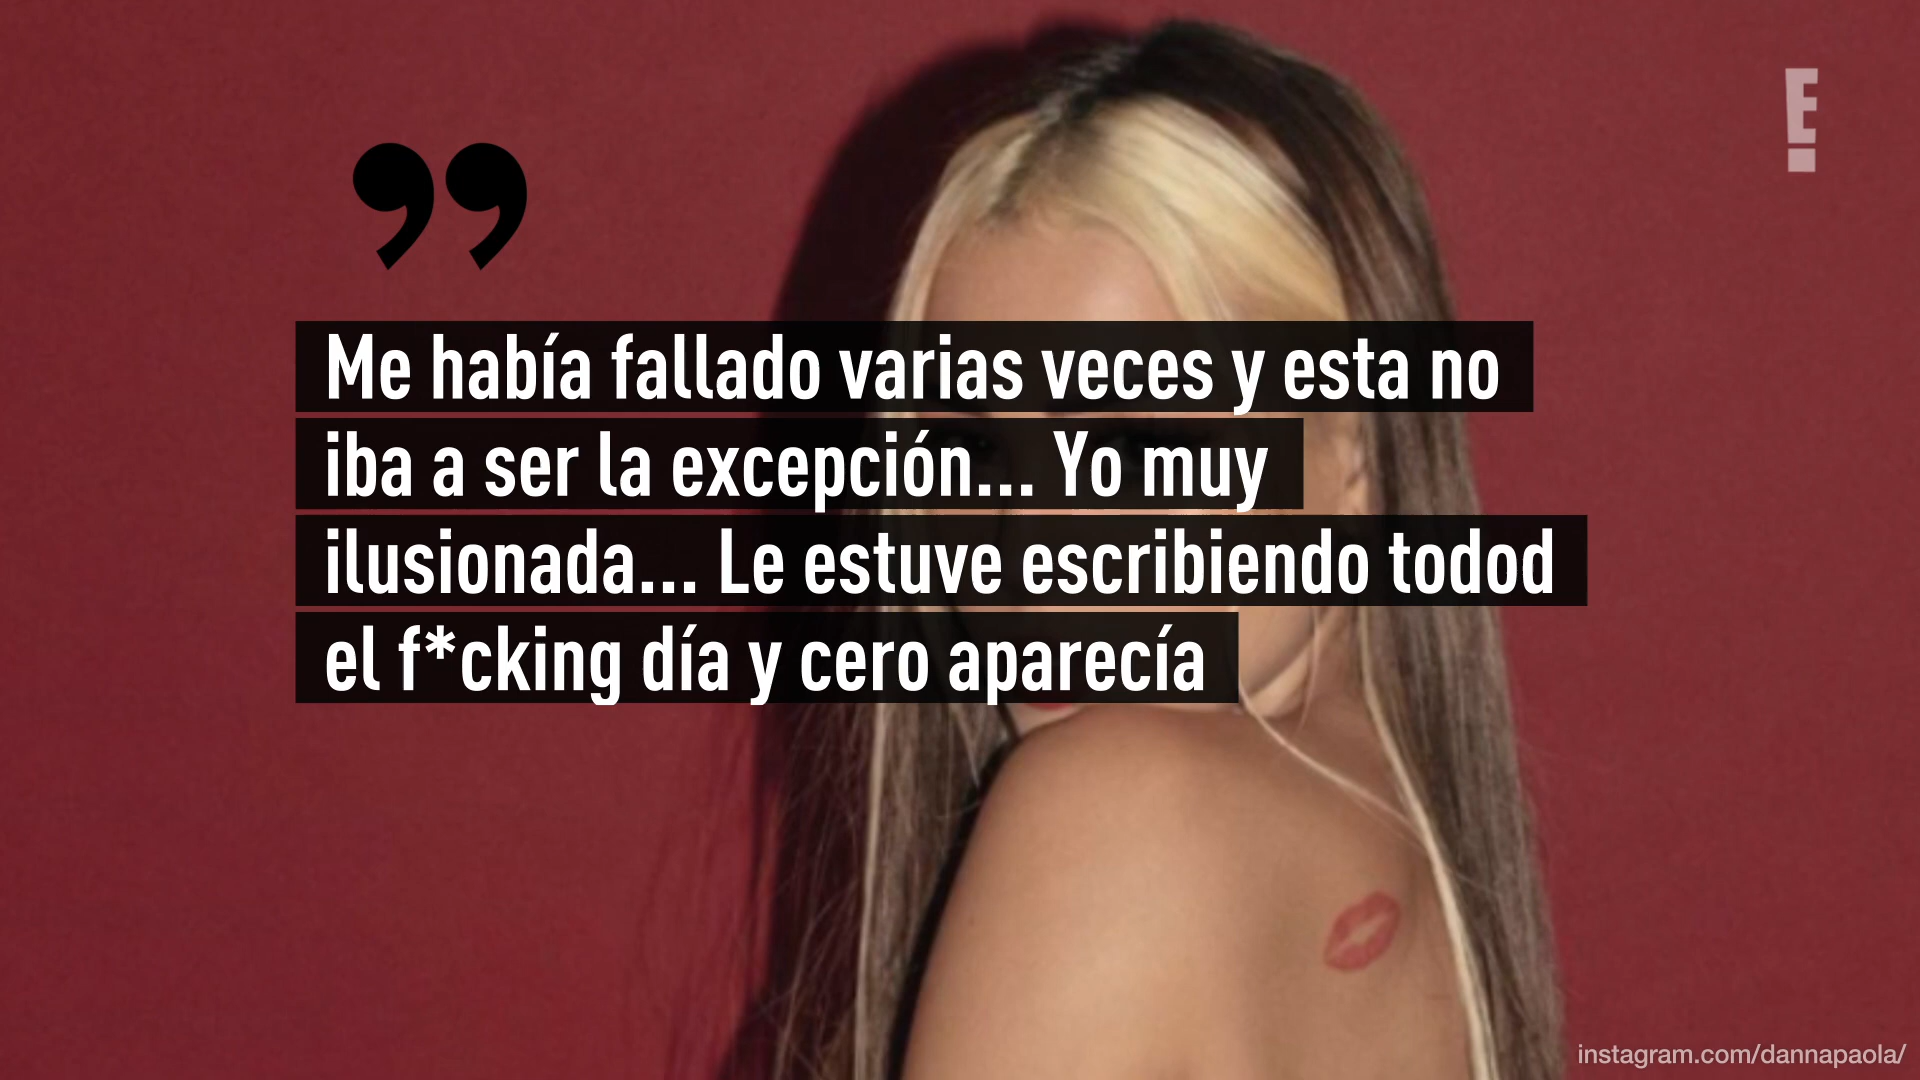 ”
E!
Me había fallado varias veces y esta no
iba a ser la excepción... Yo muy
ilusionada... Le estuve escribiendo todod
el f*cking día y cero aparecía
instagram.com/dannapaola/